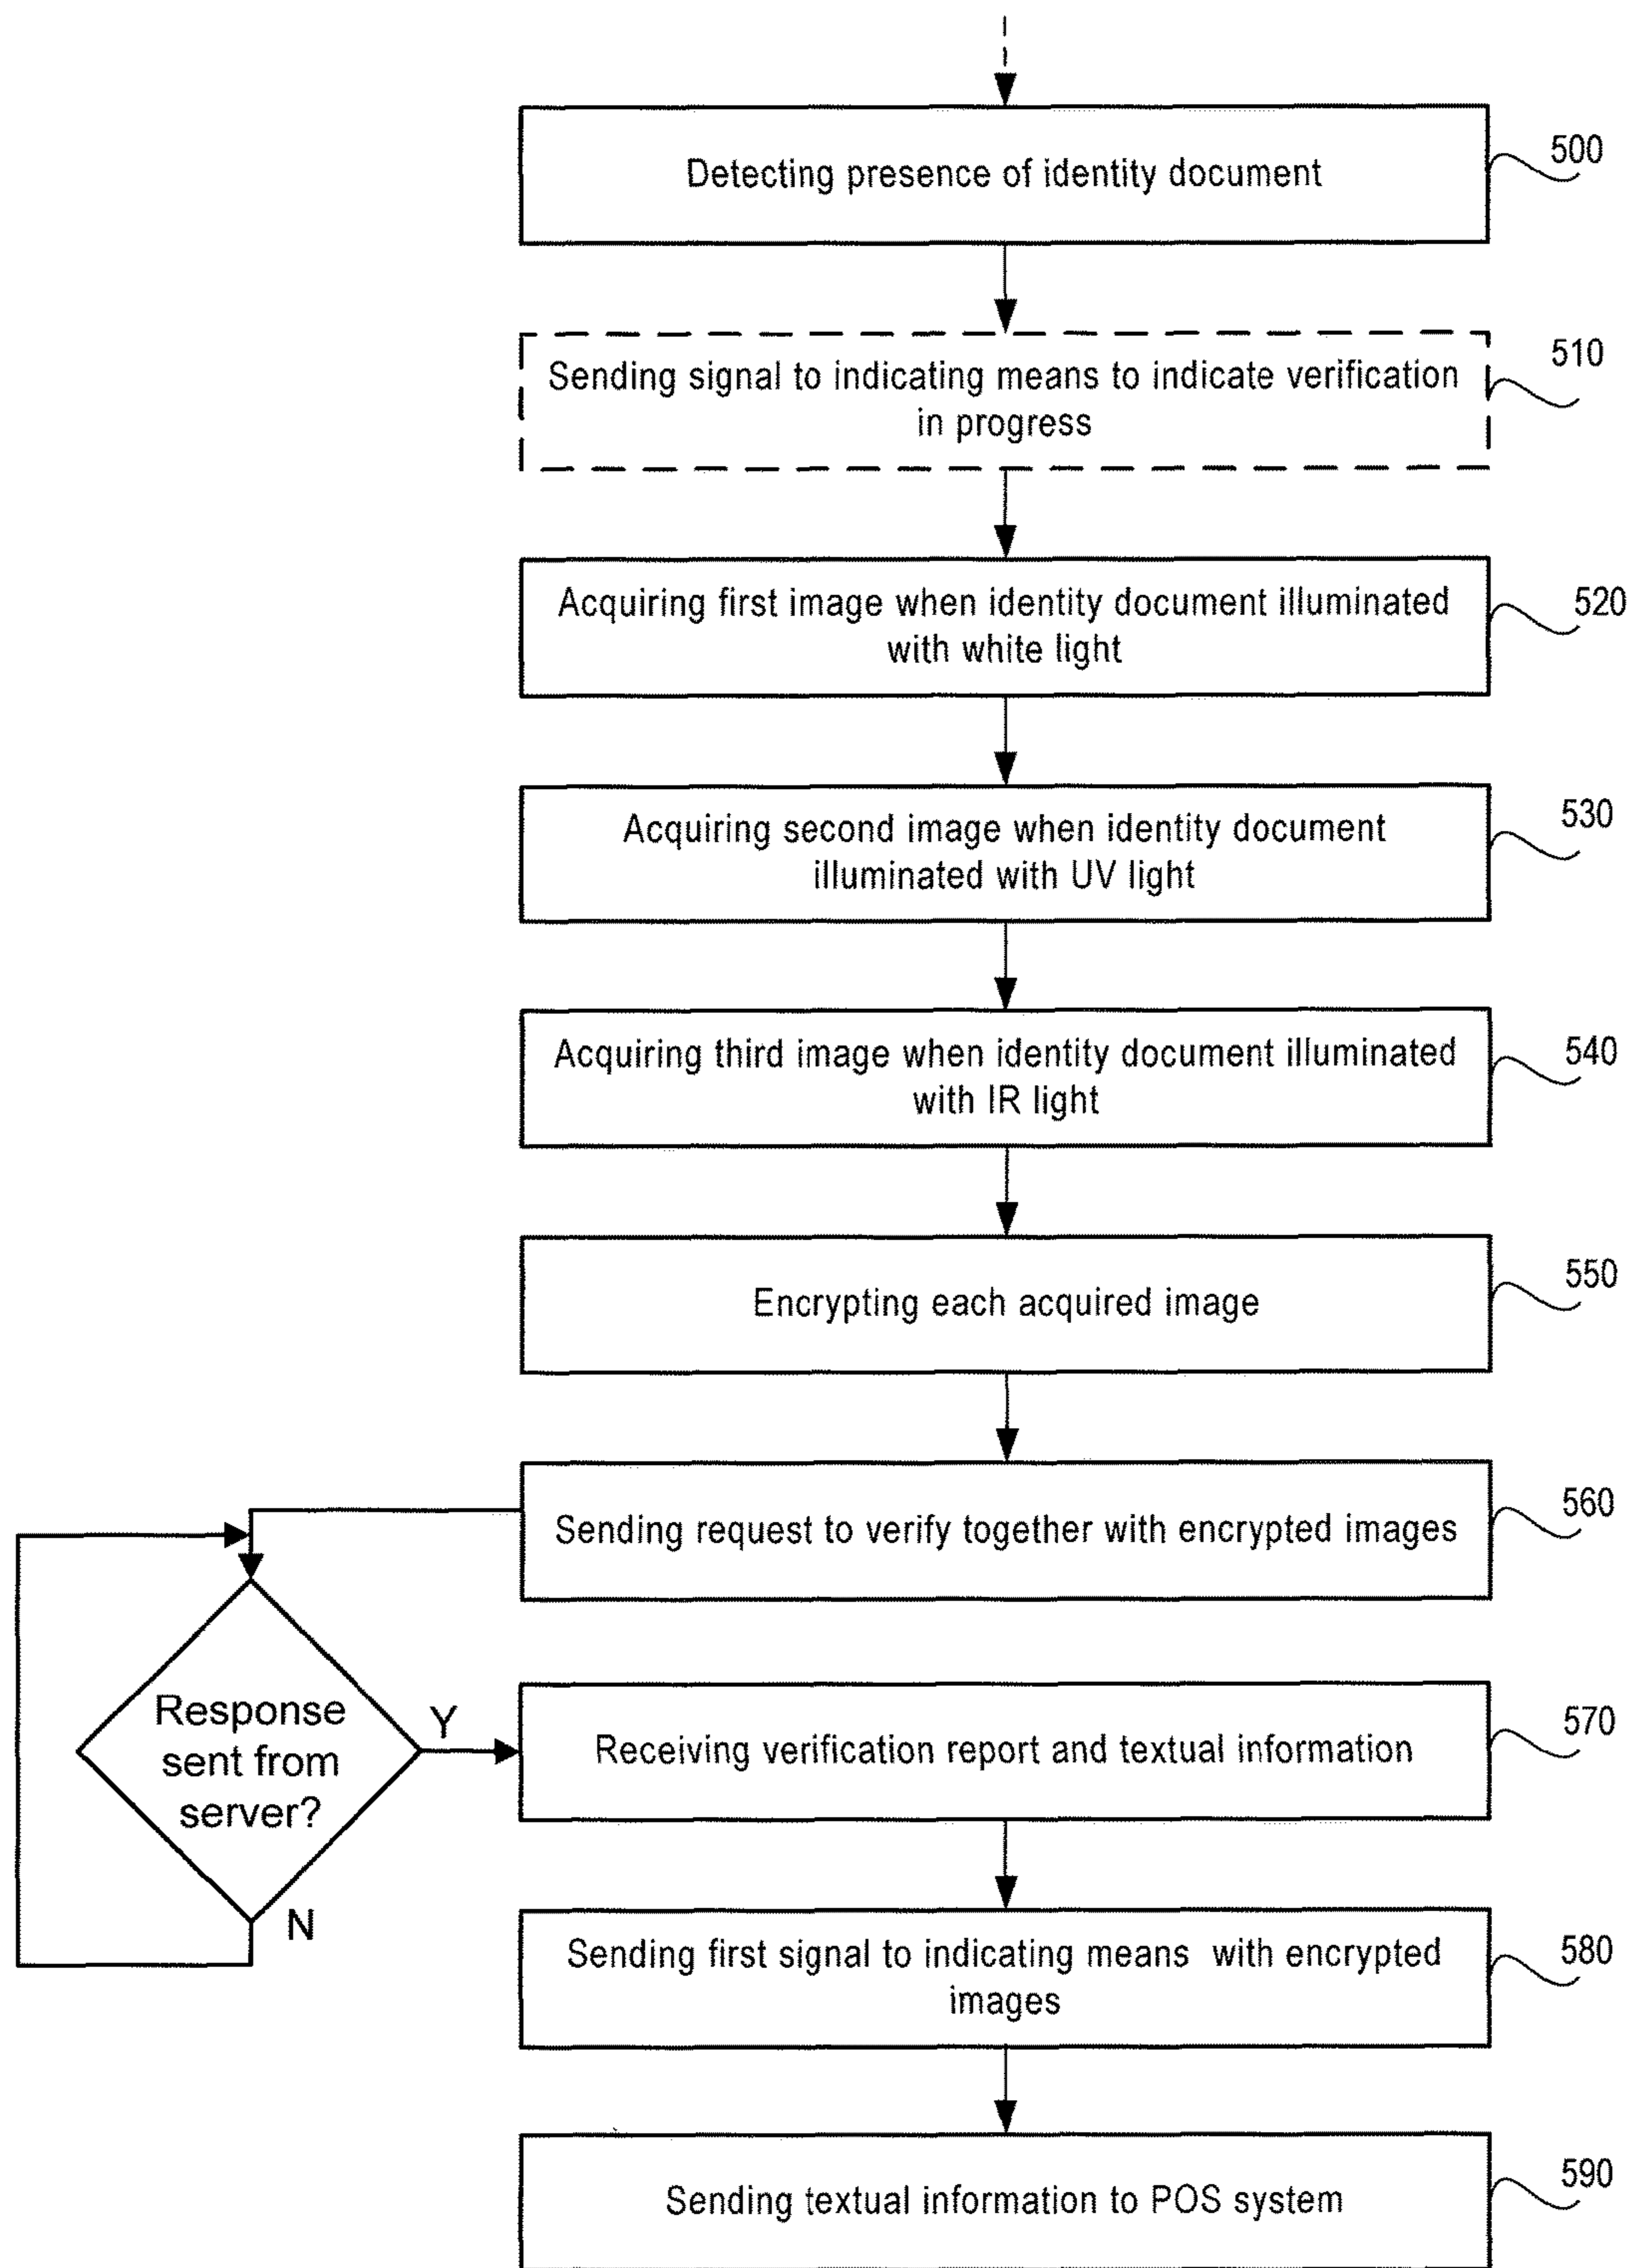 Detecting presence of identity document
500
Sending signal to indicating means to indicate verification
in progress
510
Acquiring first image when identity document illuminated
with white light
520
Acquiring second image when identity document
illuminated with UV light
530
Acquiring third image when identity document illuminated
with IR light
540
Encrypting each acquired image
550
Sending request to verify together with encrypted images
560
Response
sent from
server?
Y
N
Receiving verification report and textual information
570
Sending first signal to indicating means with encrypted
images
580
Sending textual information to POS system
590